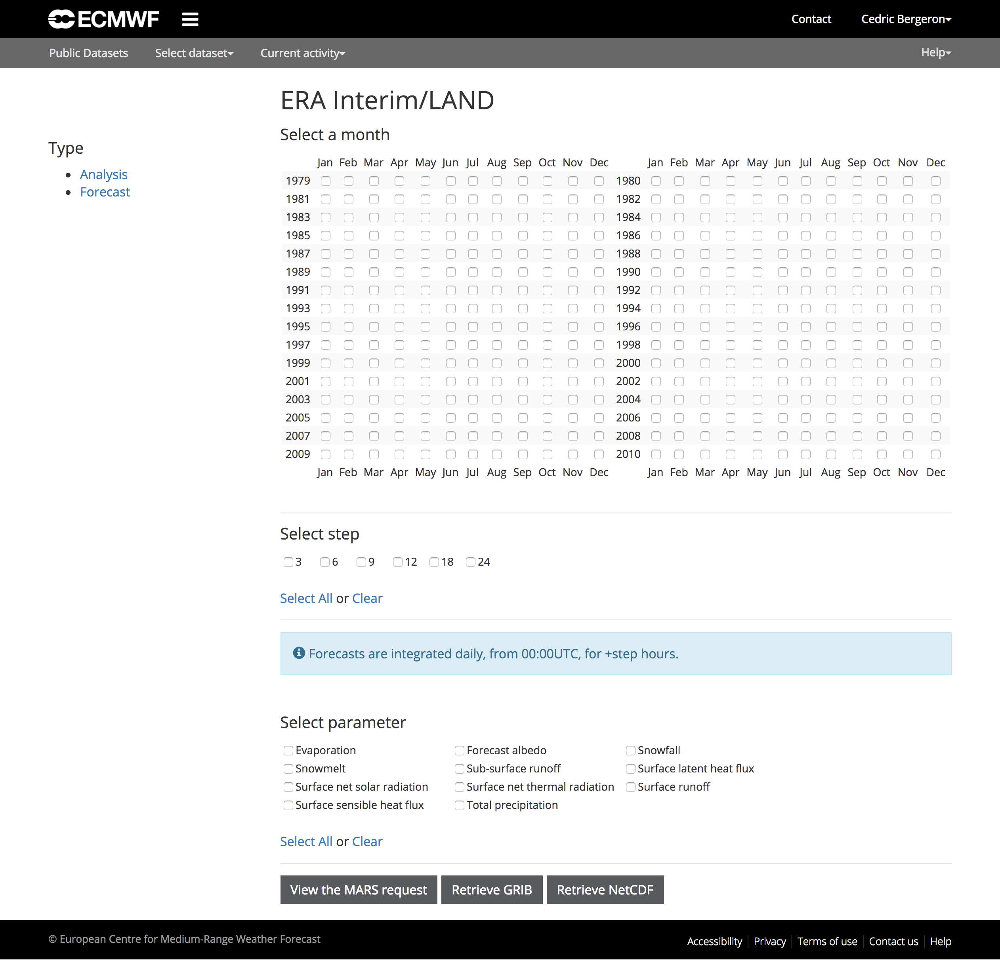 ECMWF
Contact Cedric Bergeron
Public Datasets Select dataset Current activity Help
ERA Interim/LAND
Select a month
Type
Analysis
Forecast
Jan Feb Mar Apr May Jun Jul Aug Sep Oct Nov Dec Jan Feb Mar Apr May Jun Jul Aug Sep Oct Nov Dec
1979 1980
1981 1982
1983 1984
1985 1986
1987 1988
1989 1990
1991 1992
1993 1994
1995 1996
1997 1998
1999 2000
2001 2002
2003 2004
2005 2006
2007 2008
2009 2010
Jan Feb Mar Apr May Jun Jul Aug Sep Oct Nov Dec Jan Feb Mar Apr May Jun Jul Aug Sep Oct Nov Dec
Select step
3 6 9 12 18 24
Select All or Clear
Forecasts are integrated daily, from 00:00UTC, for +step hours.
Select parameter
Evaporation Forecast albedo Snowfall
Snowmelt Sub-surface runoff Surface latent heat flux
Surface net solar radiation Surface net thermal radiation Surface runoff
Surface sensible heat flux Total precipitation
Select All or Clear
View the MARS request Retrieve GRIB Retrieve NetCDF
© European Centre for Medium-Range Weather Forecast
Accessibility Privacy Terms of use Contact us Help